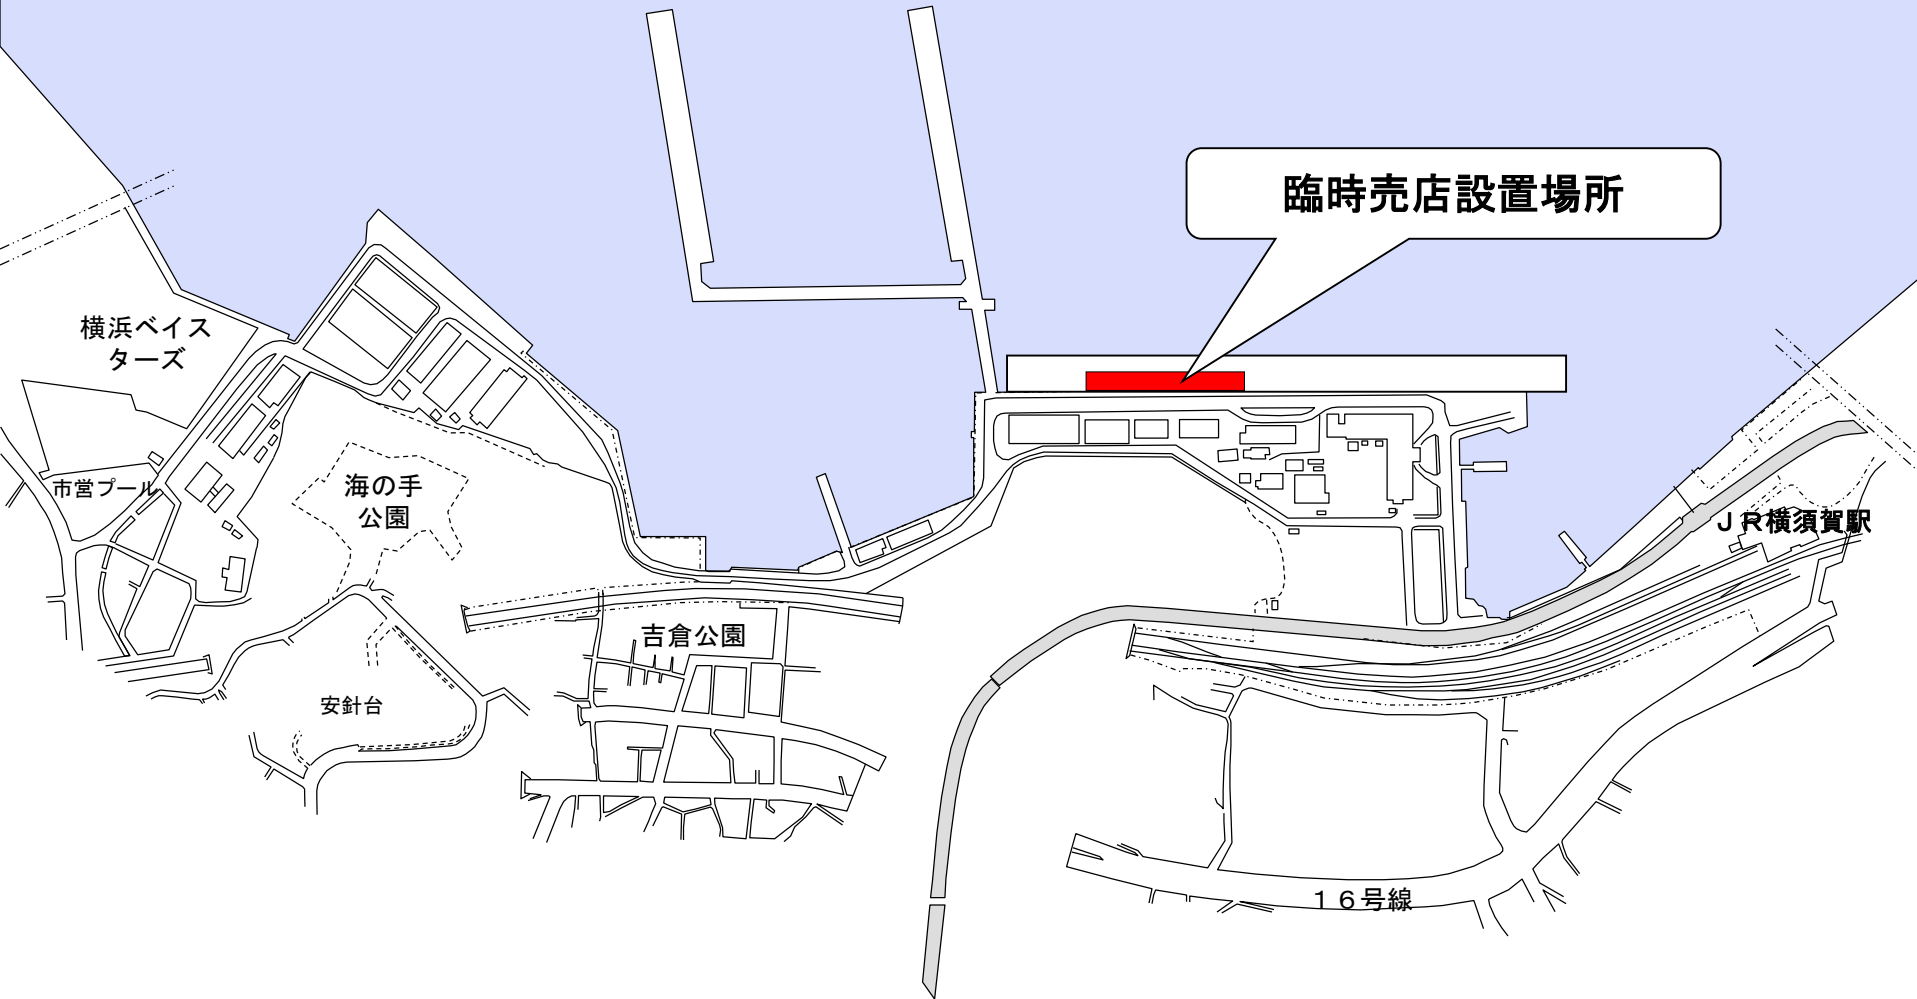 臨時売店設置場所
横浜ベイス
ターズ
市営プール
海の手
公園
JR横須賀駅
吉倉公園
安針台
16号線